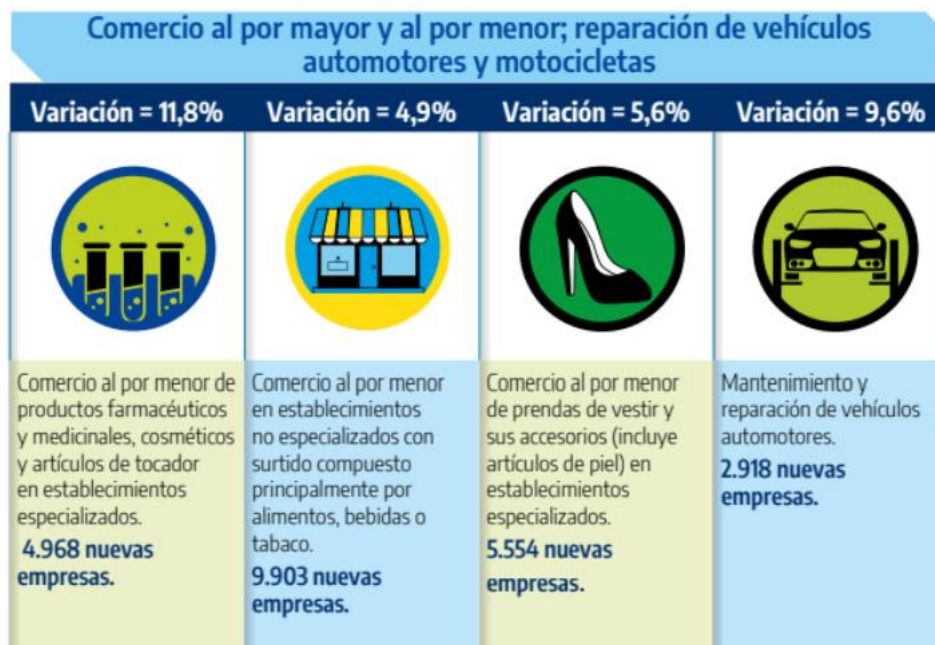 Comercio al por mayor y al por menor; reparación de vehículos
automotores y motocicletas
Variación = 11,8%
Variación = 4,9%
Variación = 5,6%
Variación = 9,6%
Comercio al por menor de
productos farmacéuticos
y medicinales, cosméticos
y artículos de tocador
en establecimientos
especializados.
4.968 nuevas
empresas.
Comercio al por menor
en establecimientos
no especializados con
surtido compuesto
principalmente por
alimentos, bebidas o
tabaco.
9.903 nuevas
empresas.
Comercio al por menor
de prendas de vestir y
sus accesorios (incluye
artículos de piel) en
establecimientos
especializados.
5.554 nuevas
empresas.
Mantenimiento y
reparación de vehículos
automotores.
2.918 nuevas
empresas.